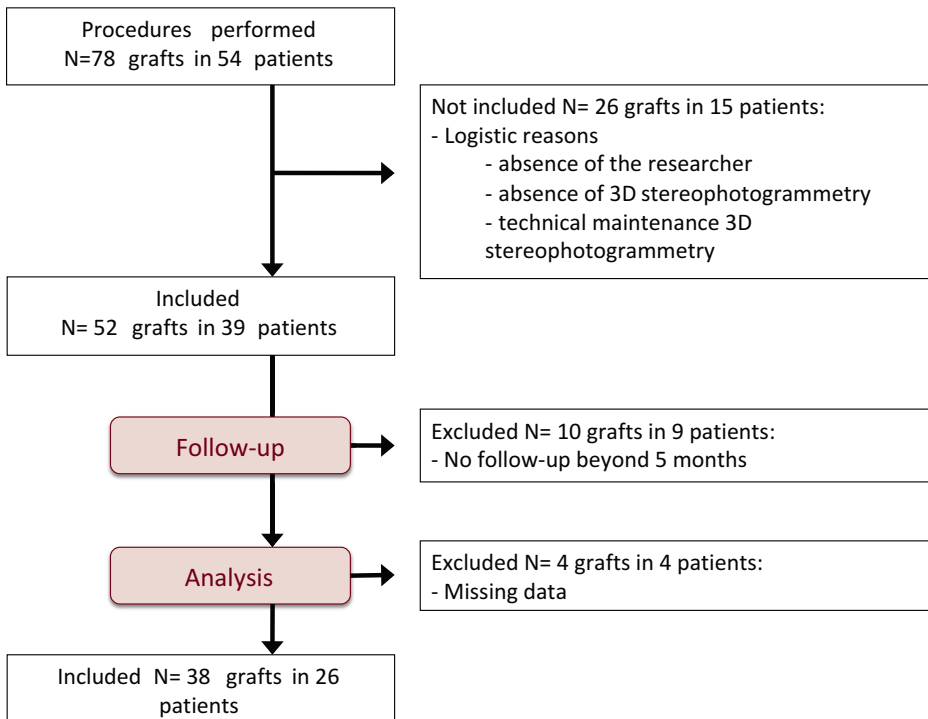 Procedures performed
N=78 grafts in 54 patients
Not included N= 26 grafts in 15 patients:
- Logistic reasons
- absence of the researcher
- absence of 3D stereophotogrammetry
- technical maintenance 3D
stereophotogrammetry
Included
N= 52 grafts in 39 patients
Follow-up
Excluded N= 10 grafts in 9 patients:
- No follow-up beyond 5 months
Analysis
Excluded N= 4 grafts in 4 patients:
- Missing data
Included N= 38 grafts in 26
patients